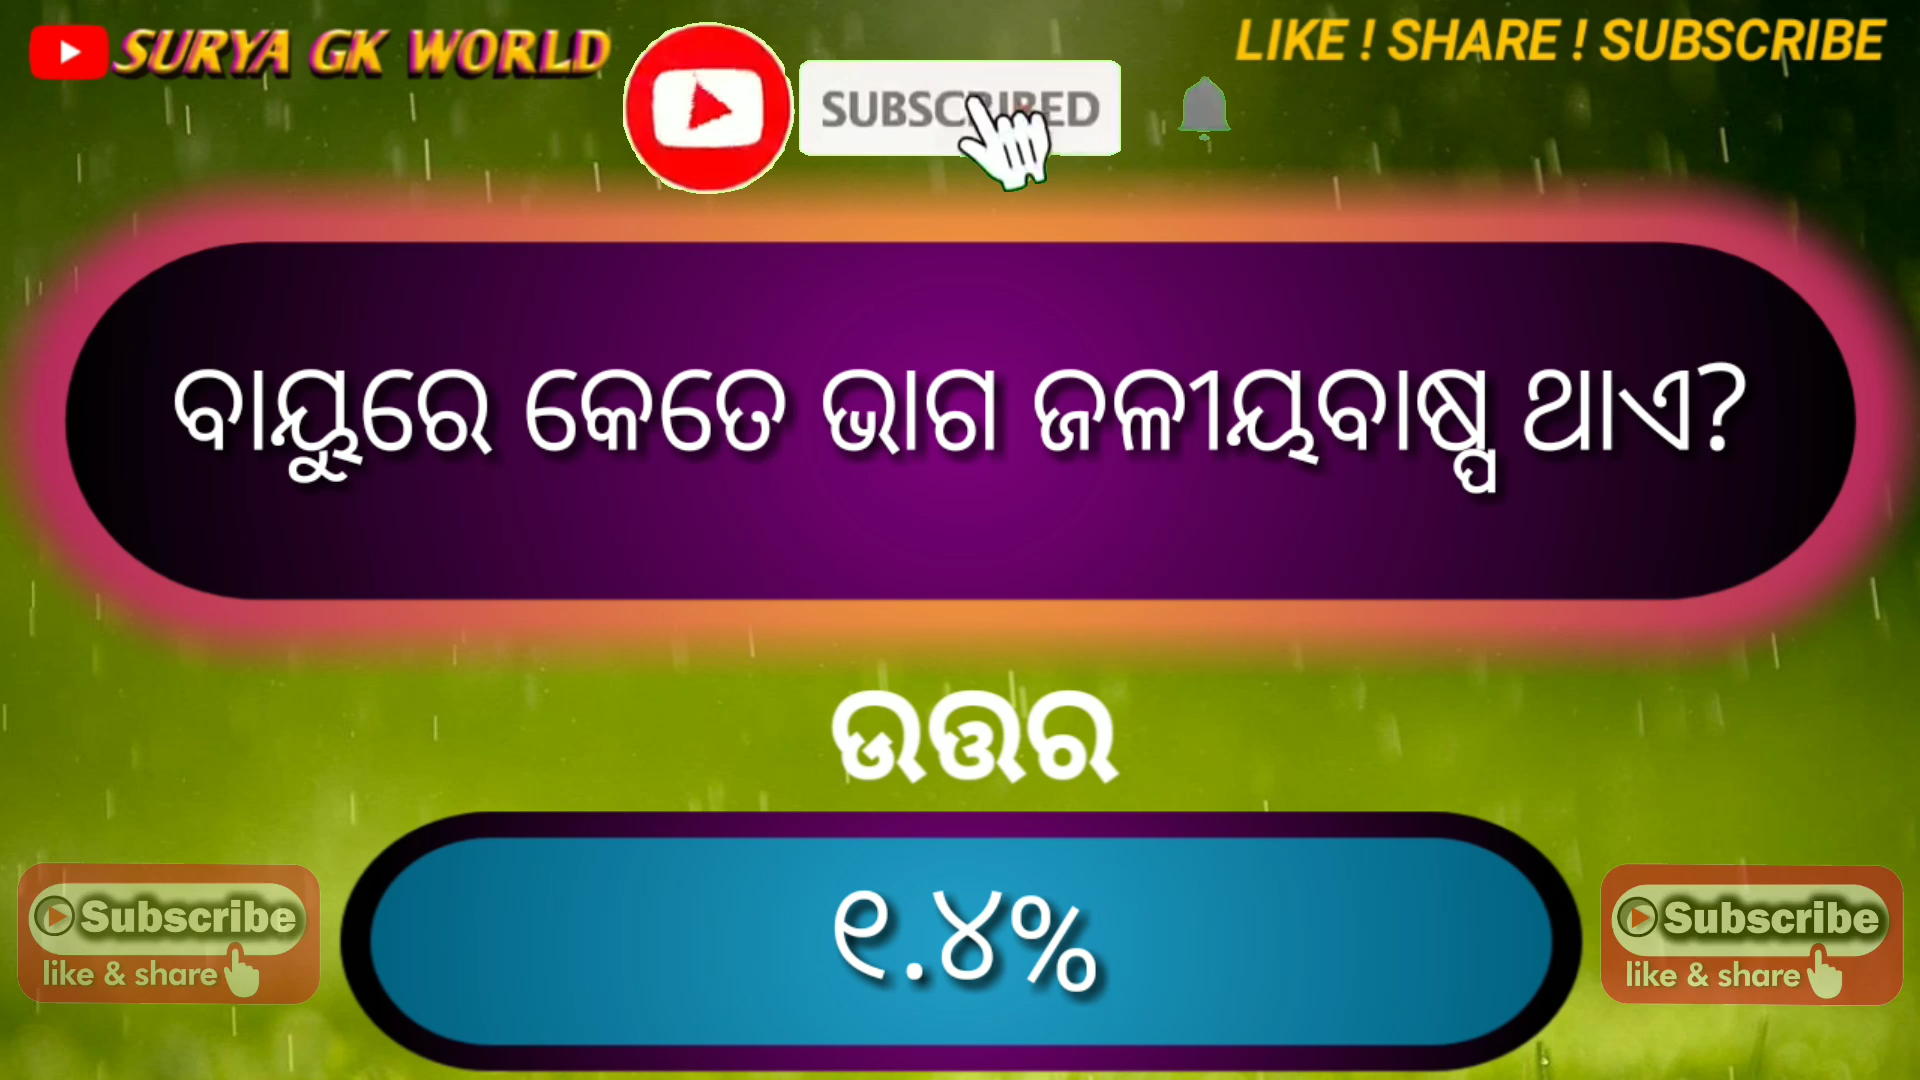 SURYA GK WORLD
LIKE ! SHARE ! SUBSCRIBE
SUBSCRIBED
ବାୟୁରେ କେତେ ଭାଗ ଜଳୀୟବାଷ୍ପ ଥାଏ?
ଉତ୍ତର
୧.୪%
Subscribe
like & share
Subscribe
like & share